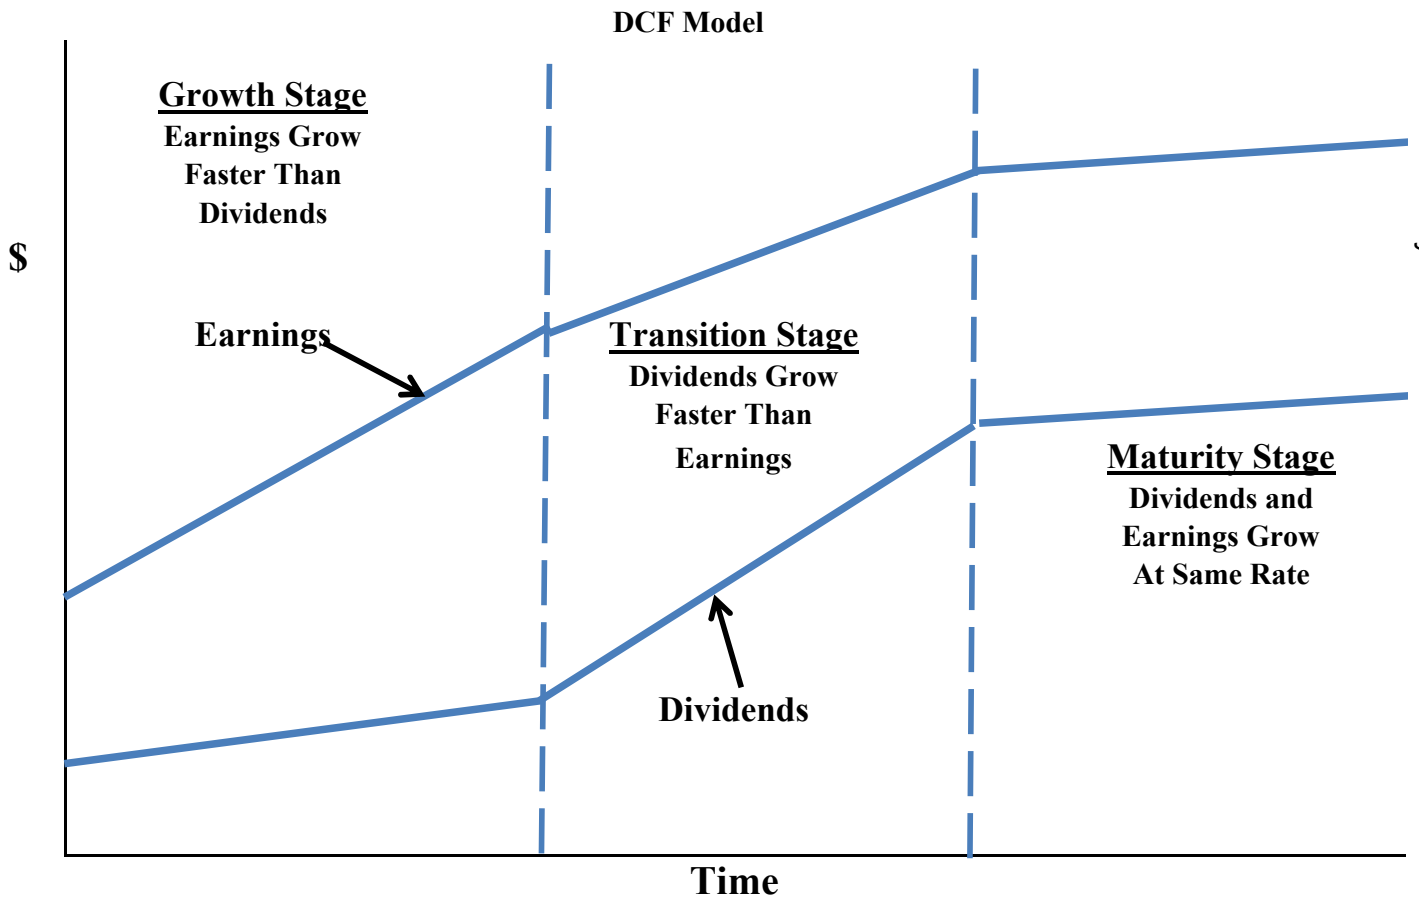 DCF Model
Growth Stage
Earnings Grow
Faster Than
Dividends
$
Earnings
Transition Stage
Dividends Grow
Faster Than
Earnings
Maturity Stage
Dividends and
Earnings Grow
At Same Rate
Dividends
Time